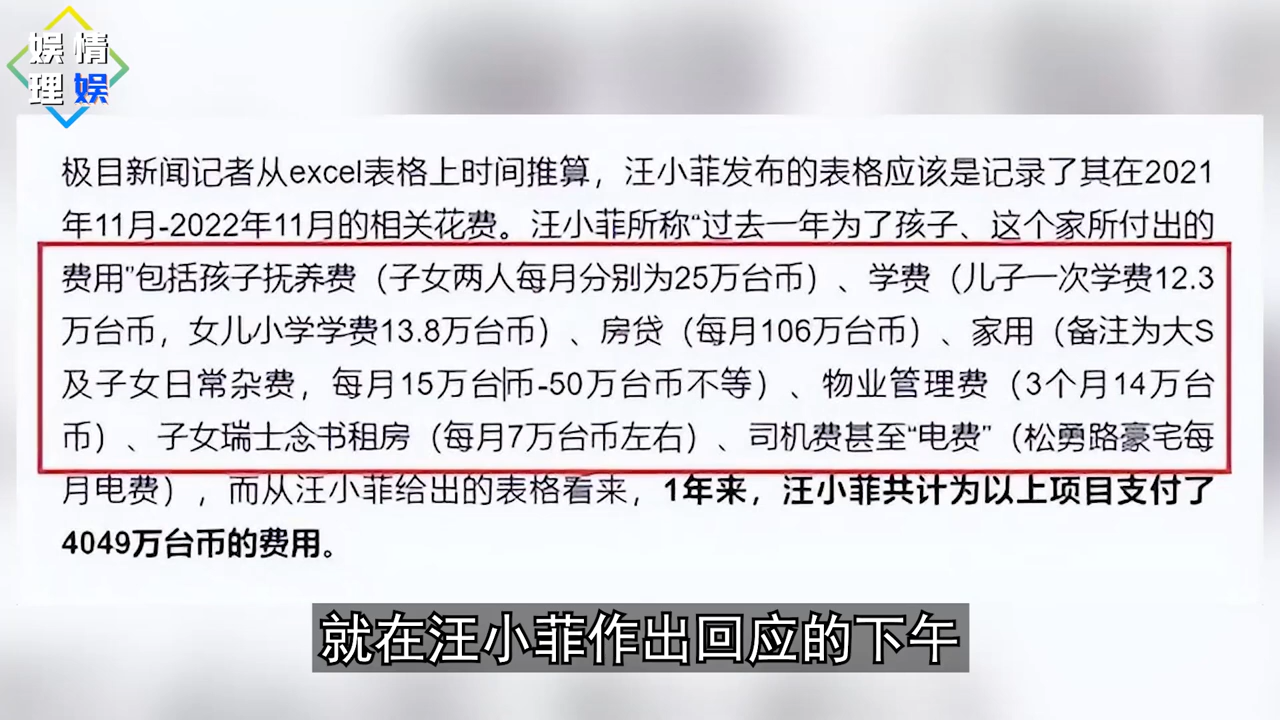 娱情
理娱
极目新闻记者从excel表格上时间推算，汪小菲发布的表格应该是记录了其在2021
年11月-2022年11月的相关花费。汪小菲所称“过去一年为了孩子、这个家所付出的
费用”包括孩子抚养费（子女两人每月分别为25万台币）、学费（儿子一次学费12.3
万台币，女儿小学学费13.8万台币）、房贷（每月106万台币）、家用（备注为大S
及子女日常杂费，每月15万台币-50万台币不等）、物业管理费（3个月14万台
币）、子女瑞士念书租房（每月7万台币左右）、司机费甚至“电费”（松勇路豪宅每
月电费），而从汪小菲给出的表格看来，1年来，汪小菲共计为以上项目支付了
4049万台币的费用。
就在汪小菲作出回应的下午